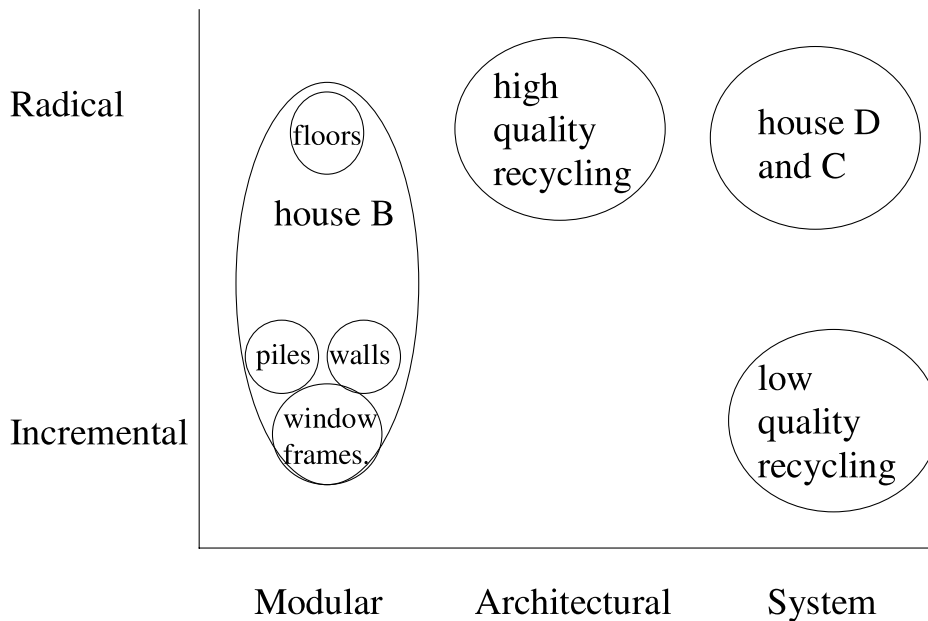 Radical
floors
house B
high
quality
recycling
house D
and C
piles
walls
window
frames.
low
quality
recycling
Incremental
Modular
Architectural
System